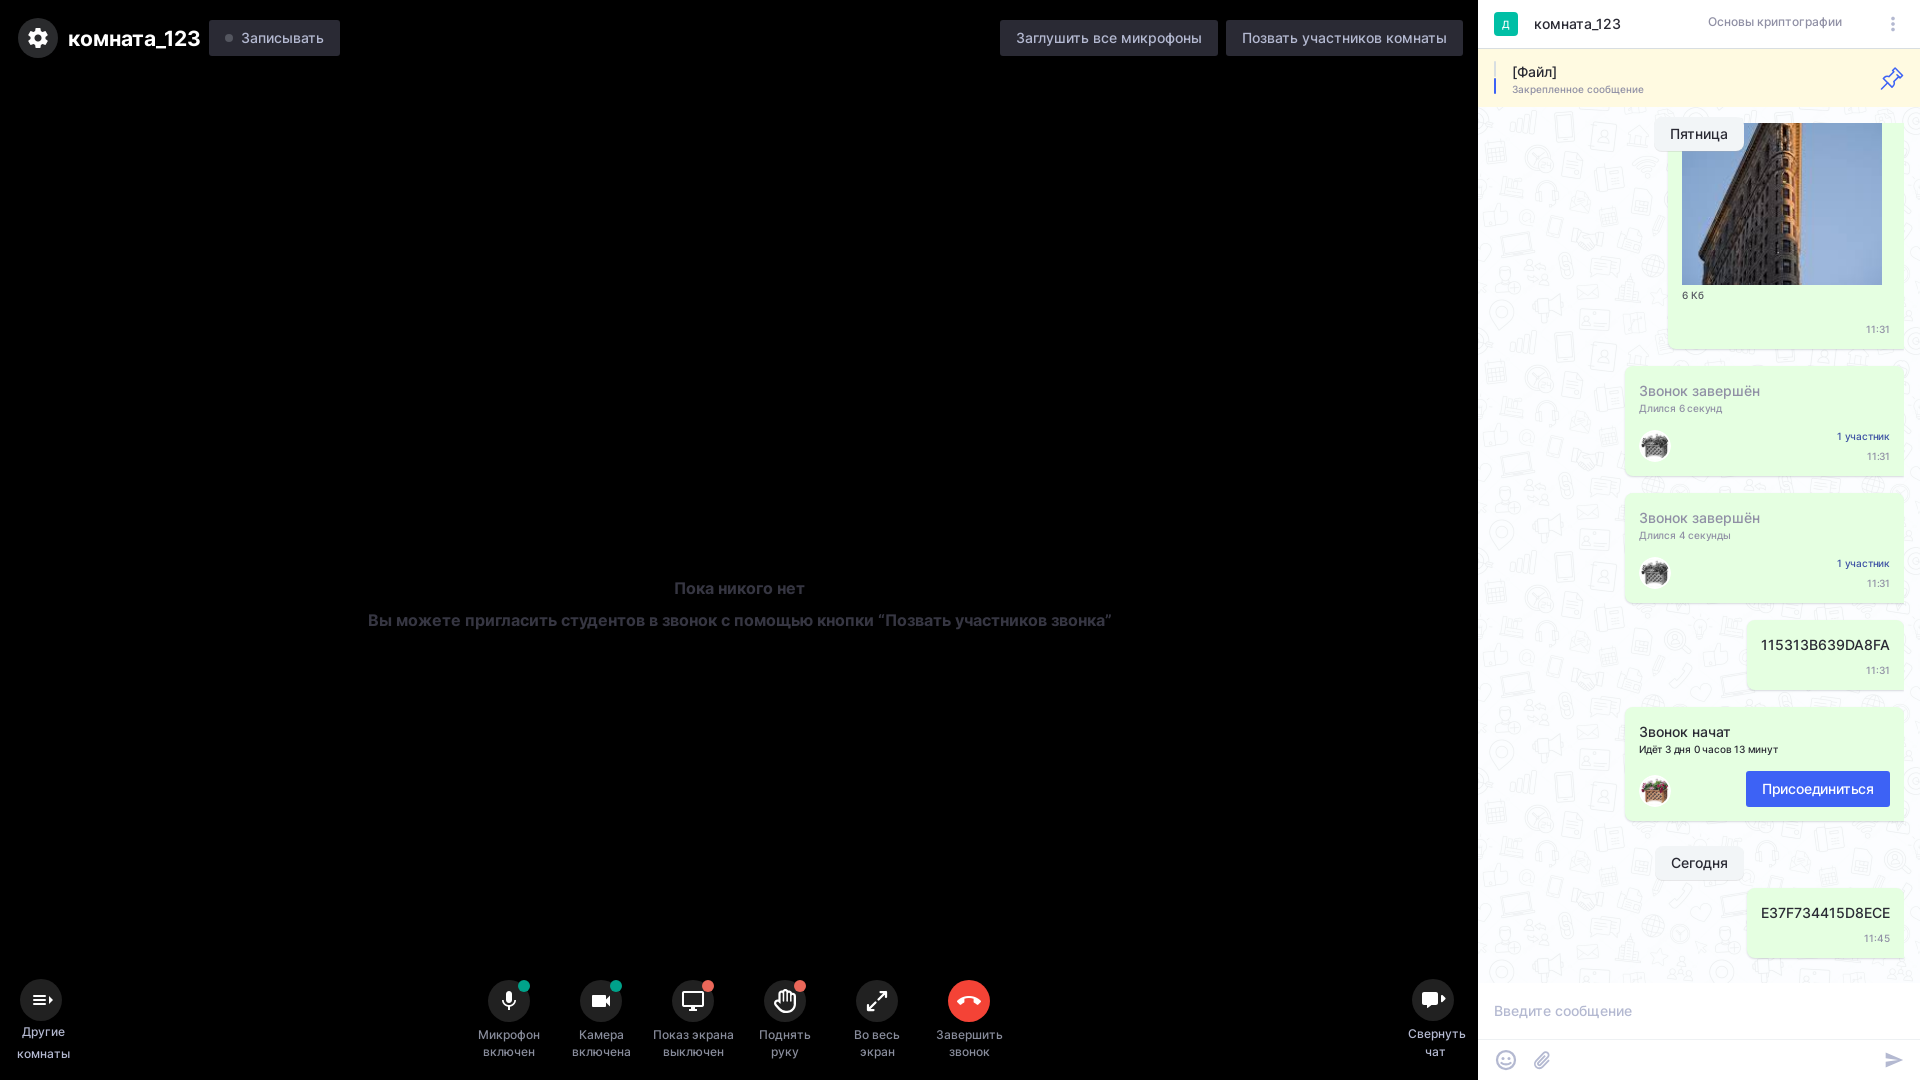 комната_123
Записывать
Заглушить все микрофоны
Позвать участников комнаты
Пока никого нет
Вы можете пригласить студентов в звонок с помощью кнопки “Позвать участников звонка”
Другие
комнаты
Микрофон
включен
Камера
включена
Показ экрана
выключен
Поднять
руку
Во весь
экран
Завершить
звонок
Свернуть
чат
Д
комната_123
Основы криптографии
[Файл]
Закрепленное сообщение
Пятница
6 Кб
11:31
Звонок завершён
Длился 6 секунд
1 участник
11:31
Звонок завершён
Длился 4 секунды
1 участник
11:31
115313B639DA8FA
11:31
Звонок начат
Идёт 3 дня 0 часов 13 минут
Присоединиться
Сегодня
E37F734415D8ECE
11:45
Введите сообщение